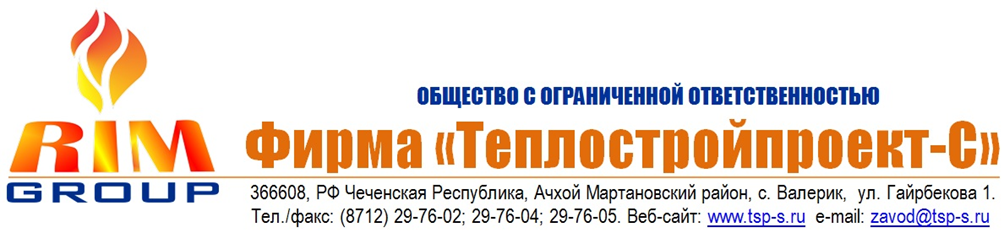 RIM
GROUP
ОБЩЕСТВО С ОГРАНИЧЕННОЙ ОТВЕТСТВЕННОСТЬЮ
Фирма «Теплостройпроект-С»
366608, РФ Чеченская Республика, Ачхой Мартановский район, с. Валерик, ул. Гайрбекова 1.
Тел./факс: (8712) 29-76-02; 29-76-04; 29-76-05. Веб-сайт: www.tsp-s.ru e-mail: zavod@tsp-s.ru